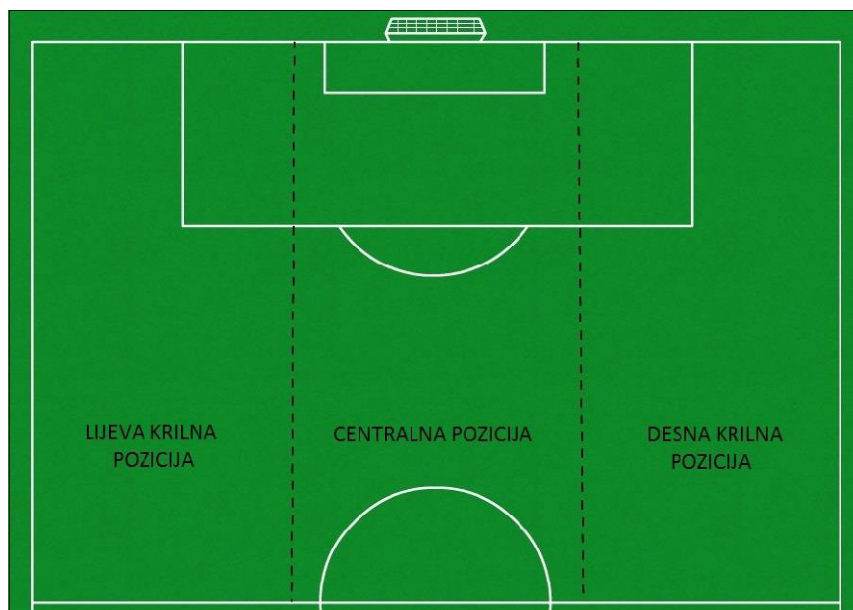 LIJEVA KRILNA
POZICIJA
CENTRALNA POZICIJA
DESNA KRILNA
POZICIJA